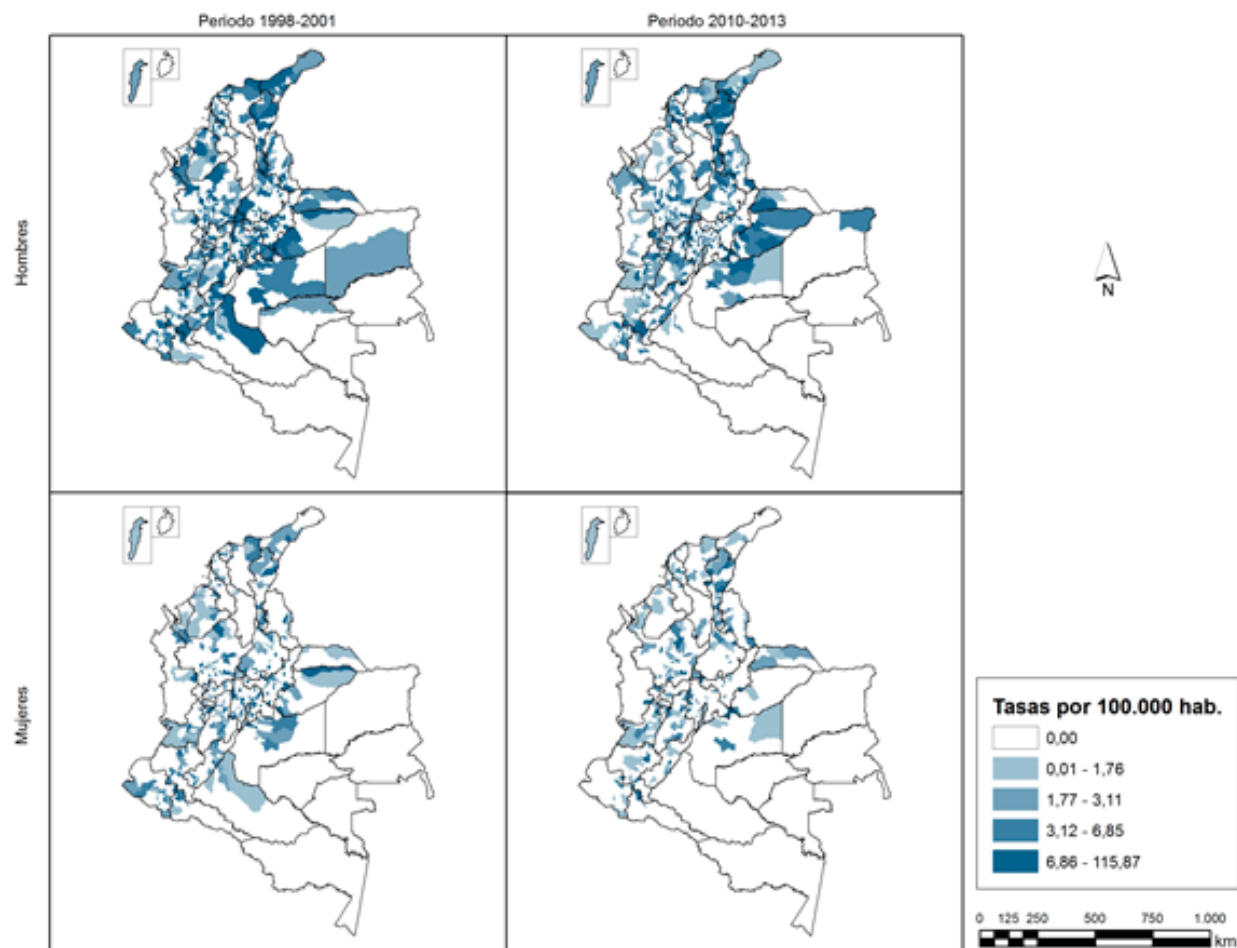 Periodo 1998-2001
Periodo 2010-2013
Hombres
N
Mujeres
Tasas por 100.000 hab.
0,00
0,01 - 1,76
1,77 - 3,11
3,12 - 6,85
6,86 - 115,87
0 125 250 500 750 1.000
km